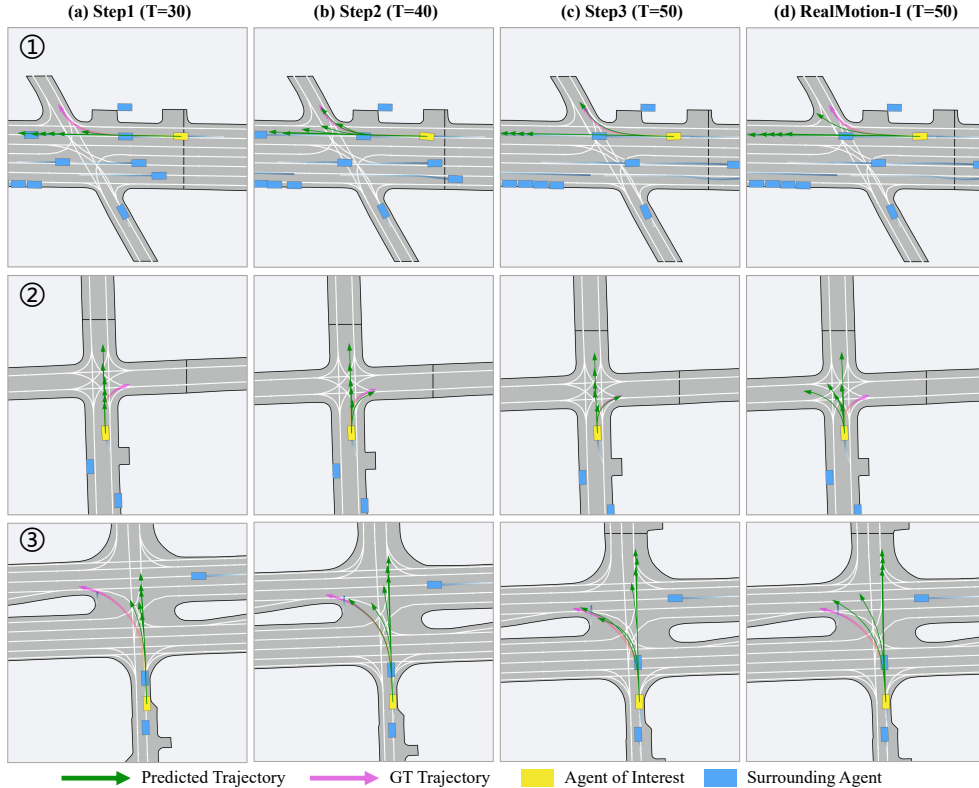 (a) Step1 (T=30) (b) Step2 (T=40) (c) Step3 (T=50) (d) RealMotion-I (T=50)
①
②
③
Predicted Trajectory GT Trajectory Agent of Interest Surrounding Agent